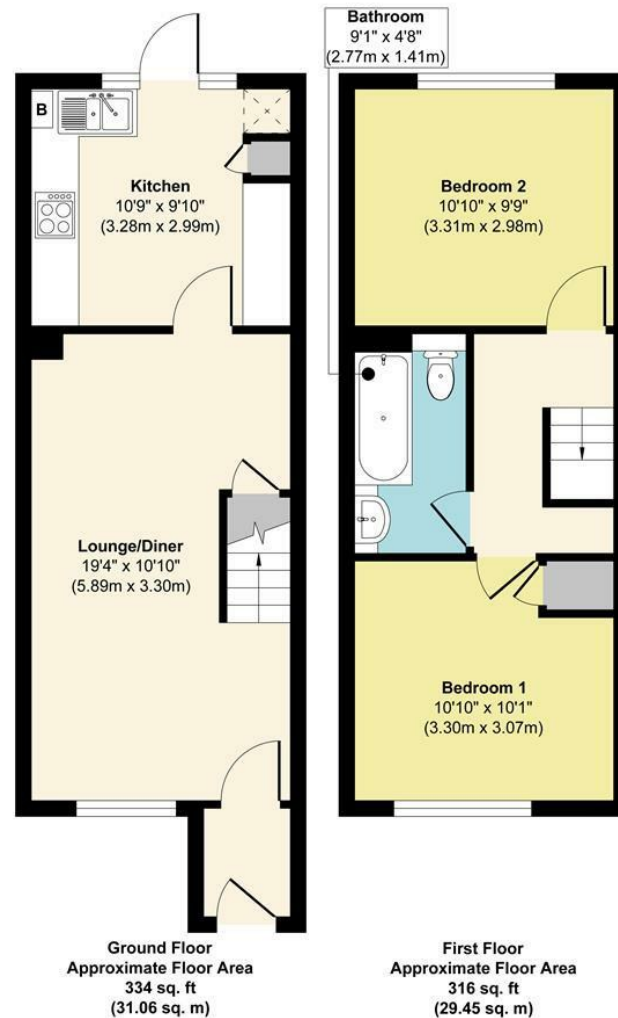 Bathroom
9'1" x 4'8"
(2.77m x 1.41m)
B
Kitchen
10'9" x 9'10"
(3.28m x 2.99m)
Bedroom 2
10'10" x 9'9"
(3.31m x 2.98m)
Lounge/Diner
19'4" x 10'10"
(5.89m x 3.30m)
Bedroom 1
10'10" x 10'1"
(3.30m x 3.07m)
Ground Floor
Approximate Floor Area
334 sq. ft
(31.06 sq. m)
First Floor
Approximate Floor Area
316 sq. ft
(29.45 sq. m)